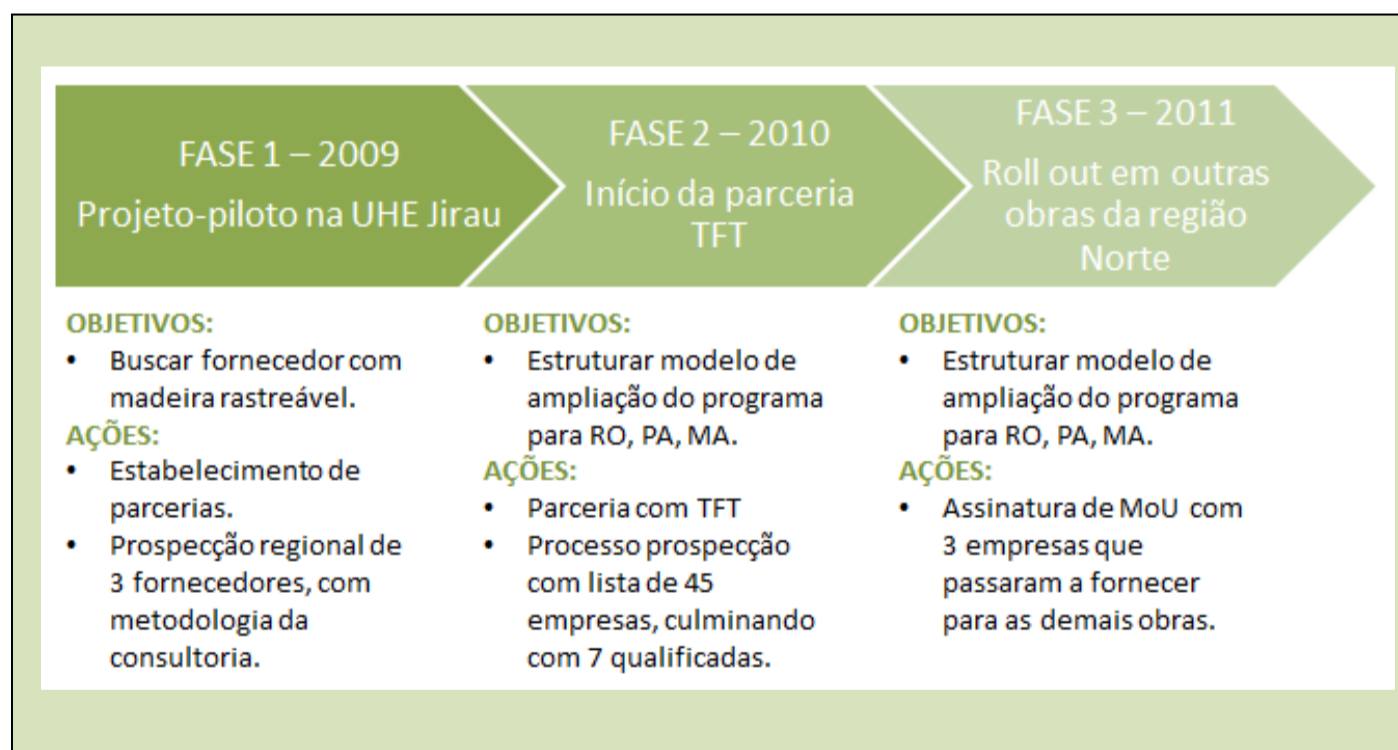 FASE 1 – 2009
Projeto-piloto na UHE Jirau
OBJETIVOS:
• Buscar fornecedor com
madeira rastreável.
AÇÕES:
• Estabelecimento de
parcerias.
• Prospecção regional de
3 fornecedores, com
metodologia da
consultoria.
FASE 2 – 2010
Início da parceria
TFT
OBJETIVOS:
• Estruturar modelo de
ampliação do programa
para RO, PA, MA.
AÇÕES:
• Parceria com TFT
• Processo prospecção
com lista de 45
empresas, culminando
com 7 qualificadas.
FASE 3 – 2011
Roll out em outras
obras da região
Norte
OBJETIVOS:
• Estruturar modelo de
ampliação do programa
para RO, PA, MA.
AÇÕES:
• Assinatura de MoU com
3 empresas que
passaram a fornecer
para as demais obras.